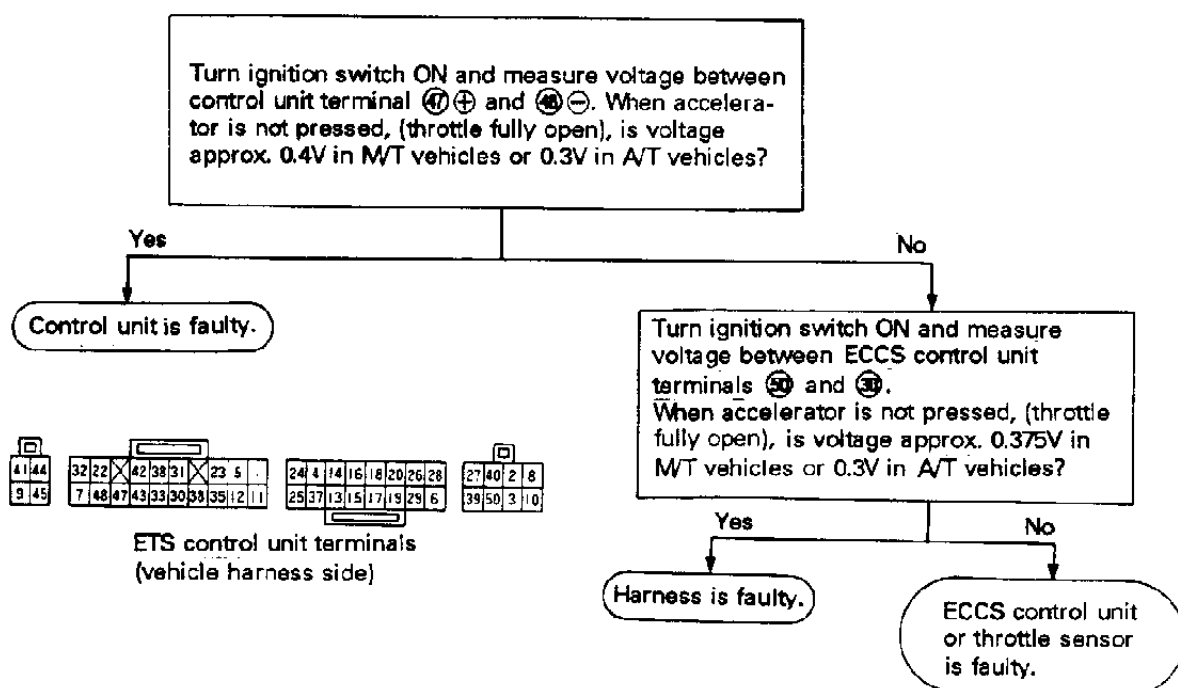 Turn ignition switch ON and measure voltage between
control unit terminal ㊼⊕ and ㊽⊖. When accelera-
tor is not pressed, (throttle fully open), is voltage
approx. 0.4V in M/T vehicles or 0.3V in A/T vehicles?
Yes
No
Control unit is faulty.
Turn ignition switch ON and measure
voltage between ECCS control unit
terminals ㊿ and
When accelerator is not pressed, (throttle
fully open), is voltage approx. 0.375V in
M/T vehicles or 0.3V in A/T vehicles?
41 44
9 45
32 22 42 38 31 23 5
7 48 47 43 33 30 38 35 12 11
24 4 14 16 18 20 26 28
25 37 13 15 17 19 29 6
27 40 2 8
39 50 3 10
ETS control unit terminals
(vehicle harness side)
Yes
No
Harness is faulty.
ECCS control unit
or throttle sensor
is faulty.